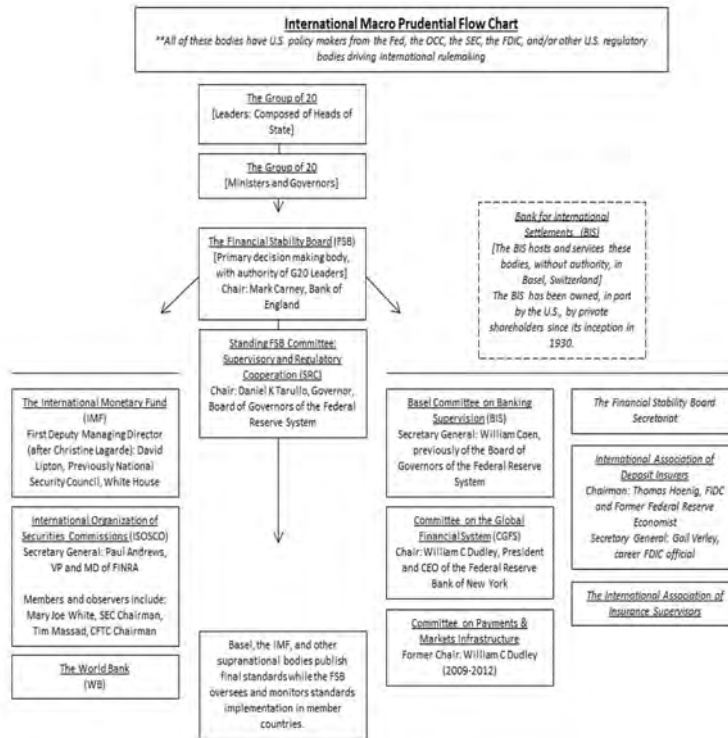 International Macro Prudential Flow Chart
**All of these bodies have U.S. policy makers from the Fed, the OCC, the SEC, the FDIC, and/or other U.S. regulatory
bodies driving international rulemaking
The Group of 20
[Leaders: Composed of Heads of
State]
The Group of 20
[Ministers and Governors]
The Financial Stability Board (FSB)
[Primary decision making body,
with authority of G20 Leaders]
Chair: Mark Carney, Bank of
England
Bank for International
Settlements (BIS)
[The BIS hosts and services these
bodies, without authority, in
Basel, Switzerland]
The BIS has been owned, in part
by the U.S., by private
shareholders since its inception in
1930.
Standing FSB Committee:
Supervisory and Regulatory
Cooperation (SRC)
Chair: Daniel K Tarullo, Governor,
Board of Governors of the Federal
Reserve System
The International Monetary Fund
(IMF)
First Deputy Managing Director
(after Christine Lagarde): David
Lipton, Previously National
Security Council, White House
International Organization of
Securities Commissions (ISOSCO)
Secretary General: Paul Andrews,
VP and MD of FINRA
Members and observers include:
Mary Joe White, SEC Chairman,
Tim Massad, CFTC Chairman
The World Bank
(WB)
Basel, the IMF, and other
supranational bodies publish
final standards while the FSB
oversees and monitors standards
implementation in member
countries.
Basel Committee on Banking
Supervision (BIS)
Secretary General: William Coen,
previously of the Board of
Governors of the Federal Reserve
System
Committee on the Global
Financial System (CGFS)
Chair: William C Dudley, President
and CEO of the Federal Reserve
Bank of New York
Committee on Payments &
Markets Infrastructure
Former Chair: William C Dudley
(2009-2012)
The Financial Stability Board
Secretariat
International Association of
Deposit Insurers
Chairman: Thomas Hoenig, FIDC
and Former Federal Reserve
Economist
Secretary General: Gail Verley,
career FDIC official
The International Association of
Insurance Supervisors